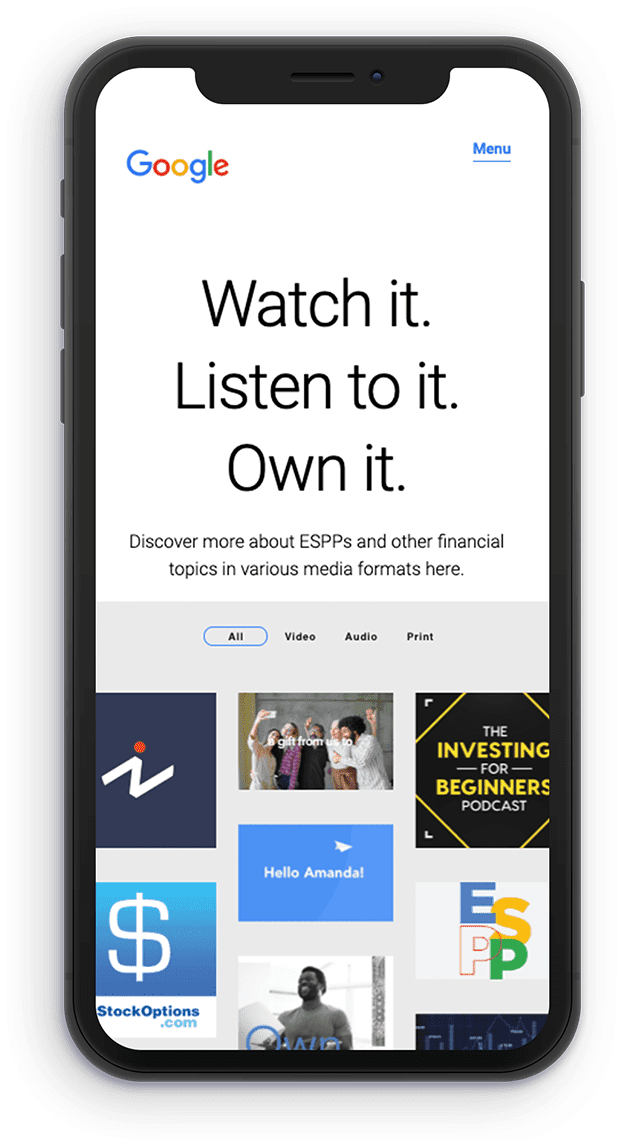 Google
Menu
Watch it.
Listen to it.
Own it.
Discover more about ESPPs and other financial
topics in various media formats here.
All
Video
Audio
Print
A gift from us to
THE
INVESTING
FOR
BEGINNERS
PODCAST
Hello Amanda!
$
StockOptions
.com
ESPP
Own